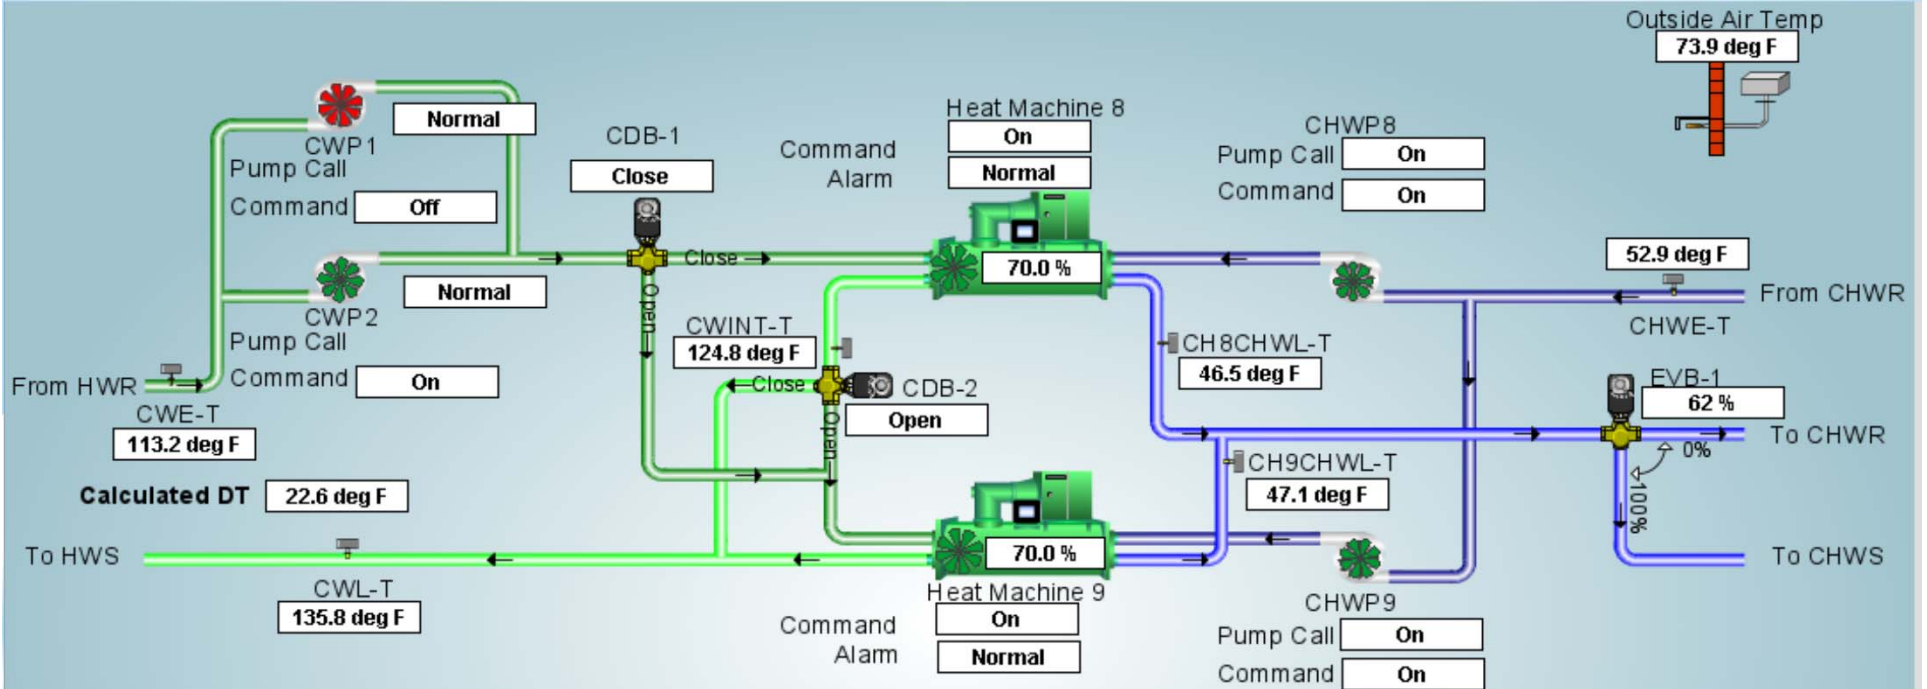 Outside Air Temp
73.9 deg F
CWP1
Normal
Pump Call
Command Off
CWP2
Normal
Pump Call
Command On
From HWR
CWE-T
113.2 deg F
Calculated DT 22.6 deg F
To HWS
CWL-T
135.8 deg F
CDB-1
Close
Close
Open
CWINT-T
124.8 deg F
Close
CDB-2
Open
Open
Heat Machine 8
Command On
Alarm Normal
70.0 %
Heat Machine 9
70.0 %
Command On
Alarm Normal
CHWP8
Pump Call On
Command On
52.9 deg F
From CHWR
CHWE-T
CH8CHWL-T
46.5 deg F
CH9CHWL-T
47.1 deg F
EVB-1
62 %
To CHWR
0%
100%
To CHWS
CHWP9
Pump Call On
Command On